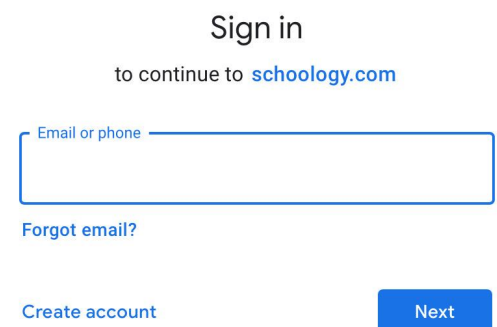 Sign in
to continue to schoology.com
Email or phone
Forgot email?
Create account Next